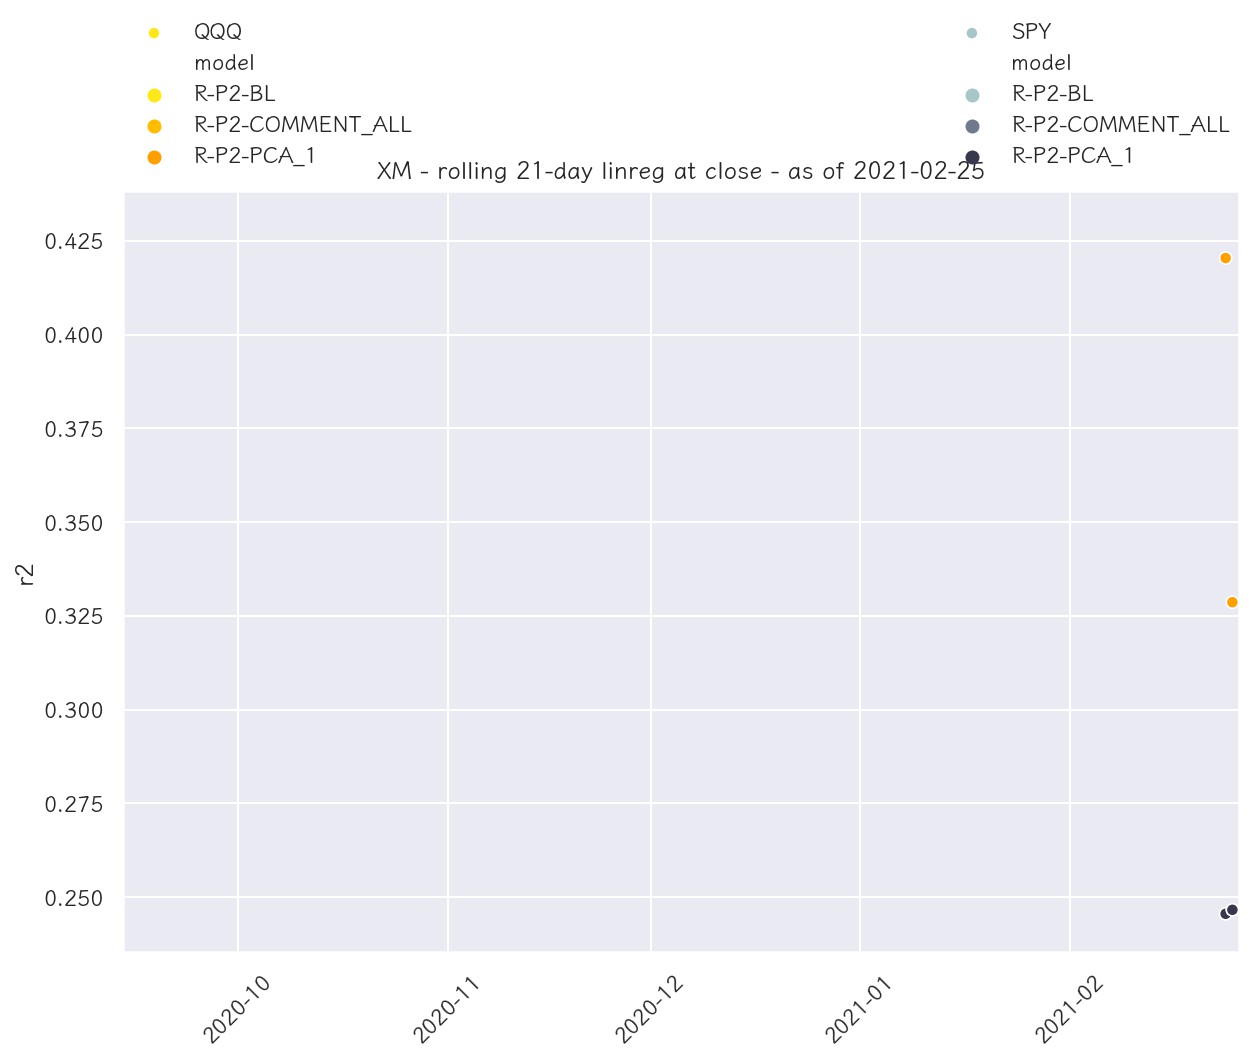 QQQ
model
R-P2-BL
R-P2-COMMENT_ALL
R-P2-PCA_1
SPY
model
R-P2-BL
R-P2-COMMENT_ALL
R-P2-PCA_1
XM - rolling 21-day linreg at close - as of 2021-02-25
0.425
0.400
0.375
0.350
0.325
0.300
0.275
0.250
r2
2020-10
2020-11
2020-12
2021-01
2021-02